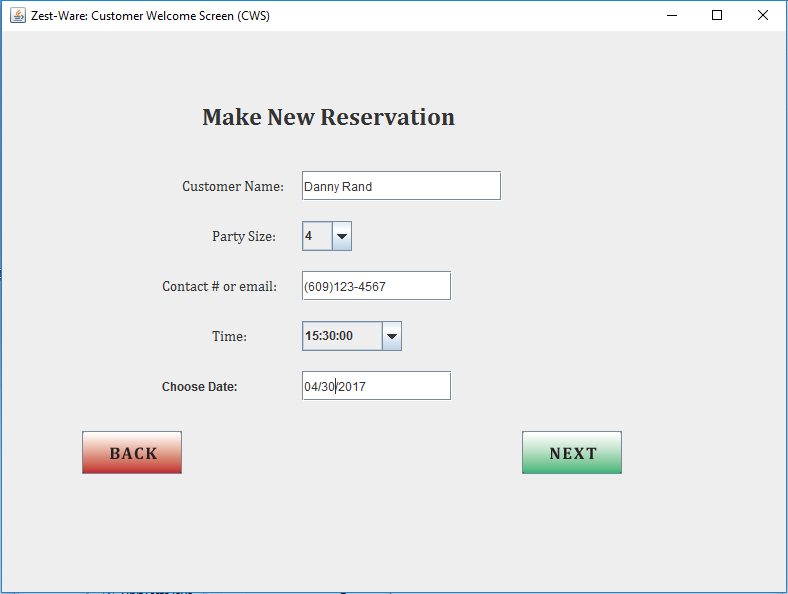 Zest-Ware: Customer Welcome Screen (CWS)
Make New Reservation
Customer Name: Danny Rand
Party Size: 4
Contact # or email: (609)123-4567
Time: 15:30:00
Choose Date: 04/30/2017
BACK NEXT